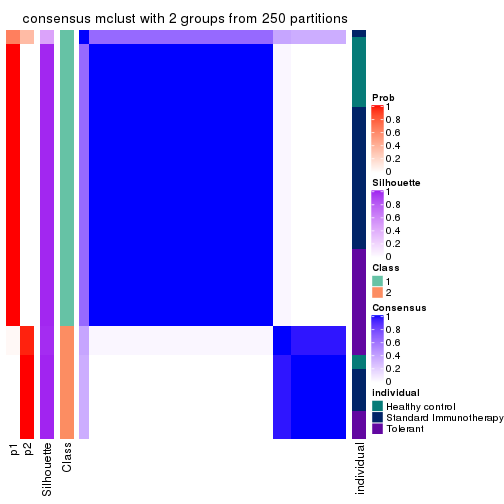 consensus mclust with 2 groups from 250 partitions
Prob
1
0.8
0.6
0.4
0.2
0
Silhouette
1
0.8
0.6
0.4
0.2
0
Class
1
2
Consensus
1
0.8
0.6
0.4
0.2
0
individual
Healthy control
Standard Immunotherapy
Tolerant
p1
p2
Silhouette
Class
individual